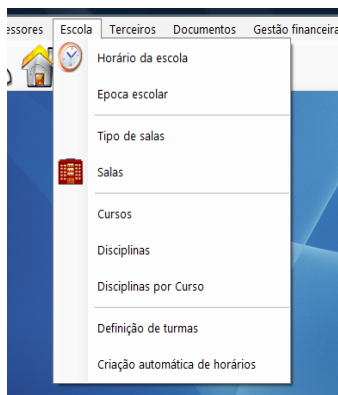 Escola Terceiros Documentos Gestão financeira
Horário da escola
Epoca escolar
Tipo de salas
Salas
Cursos
Disciplinas
Disciplinas por Curso
Definição de turmas
Criação automática de horários